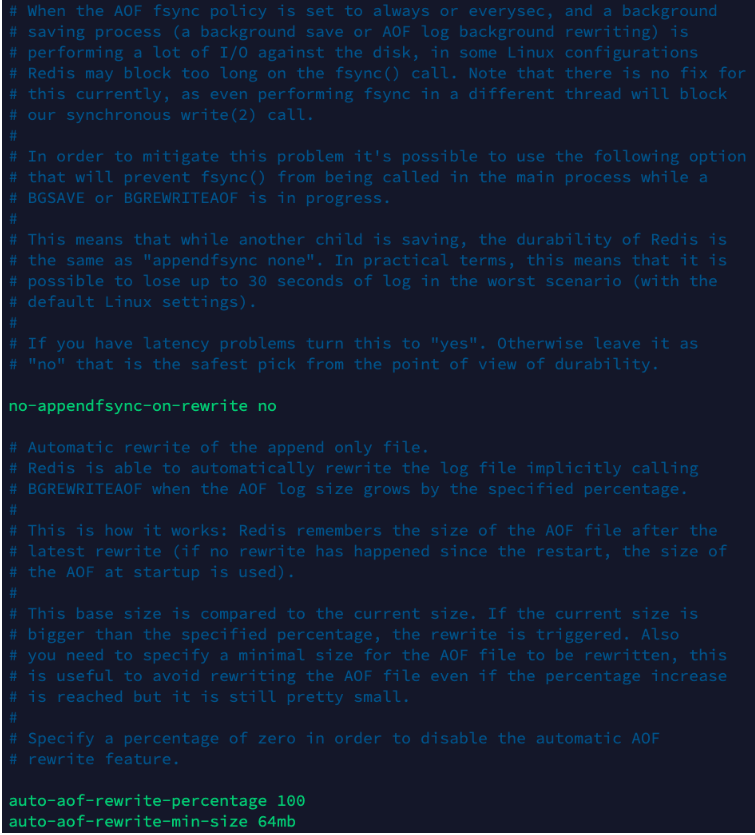 # When the AOF fsync policy is set to always or everysec, and a background
# saving process (a background save or AOF log background rewriting) is
# performing a lot of I/O against the disk, in some Linux configurations
# Redis may block too long on the fsync() call. Note that there is no fix for
# this currently, as even performing fsync in a different thread will block
# our synchronous write(2) call.
#
# In order to mitigate this problem it's possible to use the following option
# that will prevent fsync() from being called in the main process while a
# BGSAVE or BGREWRITEAOF is in progress.
#
# This means that while another child is saving, the durability of Redis is
# the same as "appendfsync none". In practical terms, this means that it is
# possible to lose up to 30 seconds of log in the worst scenario (with the
# default Linux settings).
#
# If you have latency problems turn this to "yes". Otherwise leave it as
# "no" that is the safest pick from the point of view of durability.
no-appendfsync-on-rewrite no
# Automatic rewrite of the append only file.
# Redis is able to automatically rewrite the log file implicitly calling
# BGREWRITEAOF when the AOF log size grows by the specified percentage.
#
# This is how it works: Redis remembers the size of the AOF file after the
# latest rewrite (if no rewrite has happened since the restart, the size of
# the AOF at startup is used).
#
# This base size is compared to the current size. If the current size is
# bigger than the specified percentage, the rewrite is triggered. Also
# you need to specify a minimal size for the AOF file to be rewritten, this
# is useful to avoid rewriting the AOF file even if the percentage increase
# is reached but it is still pretty small.
#
# Specify a percentage of zero in order to disable the automatic AOF
# rewrite feature.
auto-aof-rewrite-percentage 100
auto-aof-rewrite-min-size 64mb